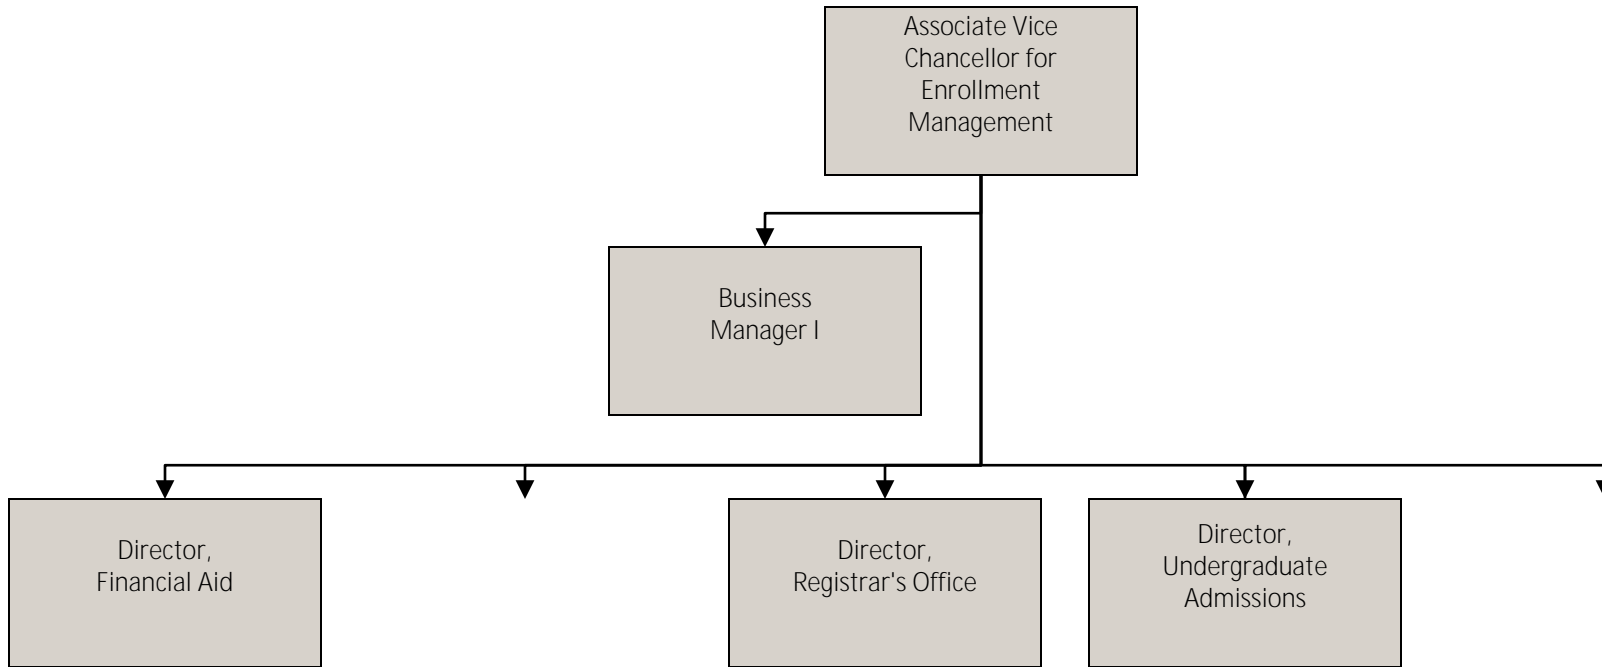 Associate Vice
Chancellor for
Enrollment
Management
Business
Manager I
Director,
Financial Aid
Director,
Registrar's Office
Director,
Undergraduate
Admissions